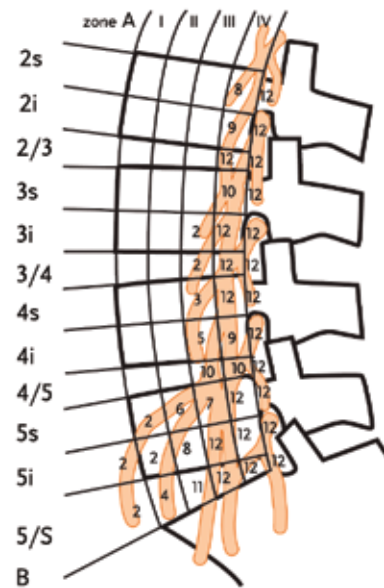 zone A I II III IV
2s
8 12
2i
9 12
2/3
12 12
3s
10 12
3i
2 12 12
3/4
2 12 12
4s
3 12 12
4i
5 9 12
10 10 12
4/5
6 7 12 12
5s
2 12 12
2 2 8 12
5i
12 12
4 11 12
2
5/S
B